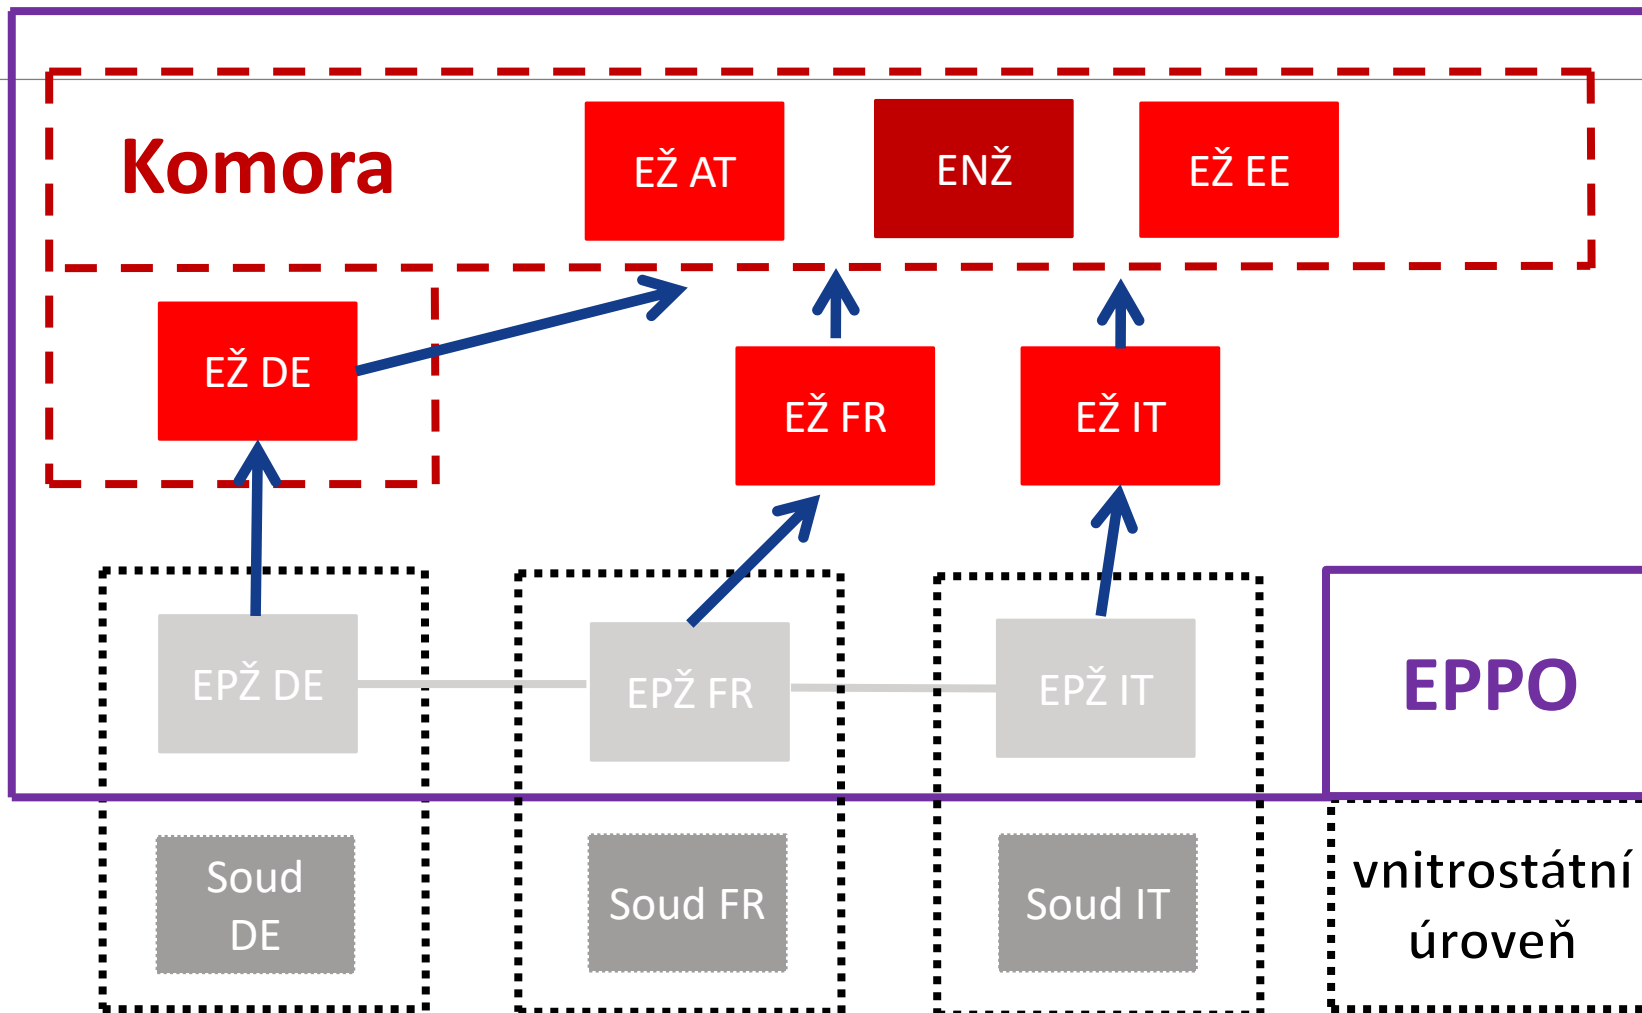 Komora
EŽ AT
ENŽ
EŽ EE
EŽ DE
EŽ FR
EŽ IT
EPŽ DE
EPŽ FR
EPŽ IT
EPPO
Soud
DE
Soud FR
Soud IT
vnitrostátní
úroveň